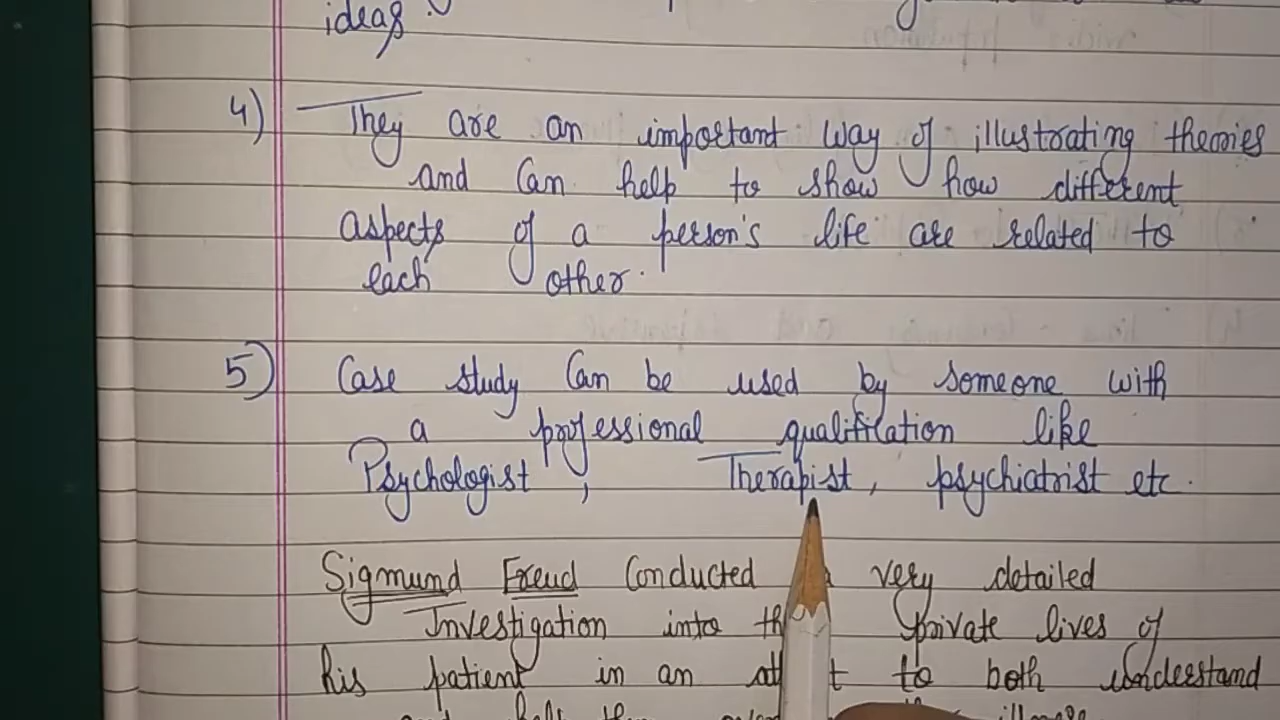 ideas.
4) They are an important way of illustrating theories
and Can help to show how different
aspects of a person's life are related to
each other.
5) Case study Can be used by someone with
a professional qualification like
Psychologist, Therapist, psychiatrist etc.
Sigmund Freud Conducted very detailed
Investigation into private lives of
his patient in an to both understand